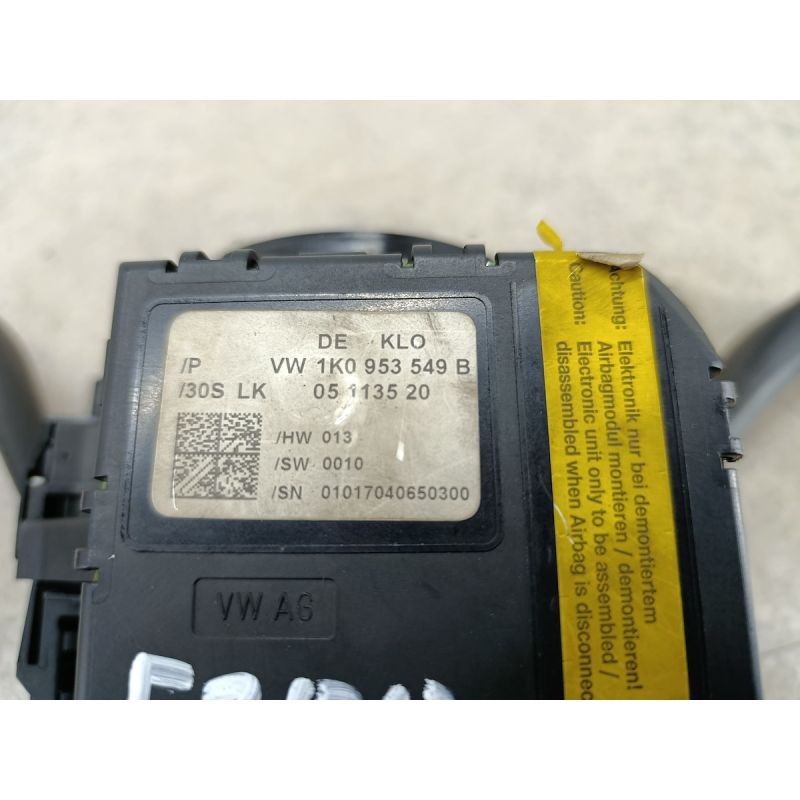 DE KLO
/P VW 1K0 953 549 B
/30S LK 05 1135 20
/HW 013
/SW 0010
/SN 01017040650300
VW AG
Achtung: Elektronik nur bei demontiertem
Airbagmodul montieren / demontieren!
Caution: Electronic unit only to be assembled /
disassembled when Airbag is disconnec